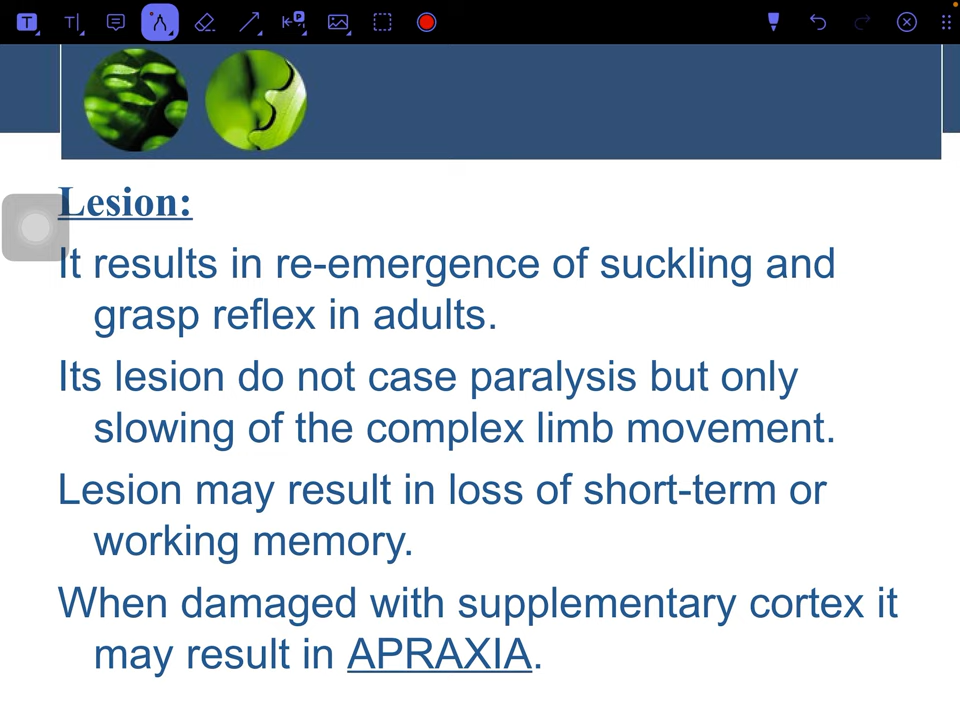 Lesion:
It results in re-emergence of suckling and
grasp reflex in adults.
Its lesion do not case paralysis but only
slowing of the complex limb movement.
Lesion may result in loss of short-term or
working memory.
When damaged with supplementary cortex it
may result in APRAXIA.